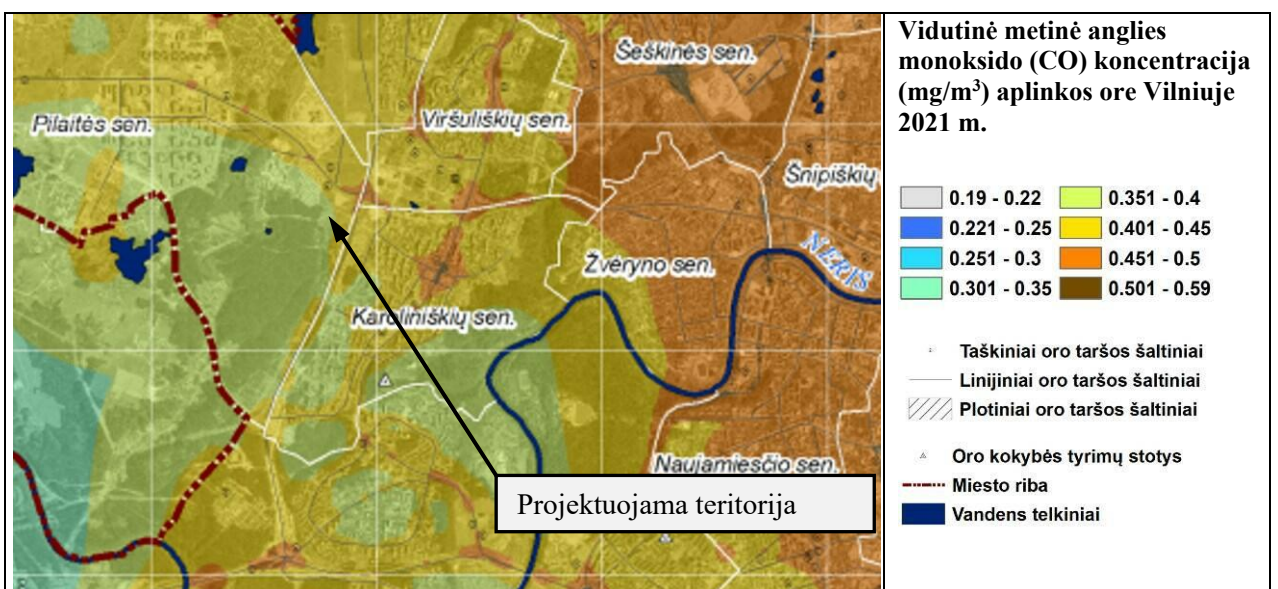 Vidutinė metinė anglies
monoksido (CO) koncentracija
(mg/m³) aplinkos ore Vilniuje
2021 m.
0.19 - 0.22
0.351 - 0.4
0.221 - 0.25
0.401 - 0.45
0.251 - 0.3
0.451 - 0.5
0.301 - 0.35
0.501 - 0.59
Taškiniai oro taršos šaltiniai
Linijiniai oro taršos šaltiniai
Plotiniai oro taršos šaltiniai
Oro kokybės tyrimų stotys
Miesto riba
Vandens telkiniai
Šeškinės sen.
Pilaitės sen.
Viršuliškių sen.
Šnipiškių
NERIS
Žvėryno sen.
Karoliniškių sen.
Naujamiesčio sen.
Projektuojama teritorija